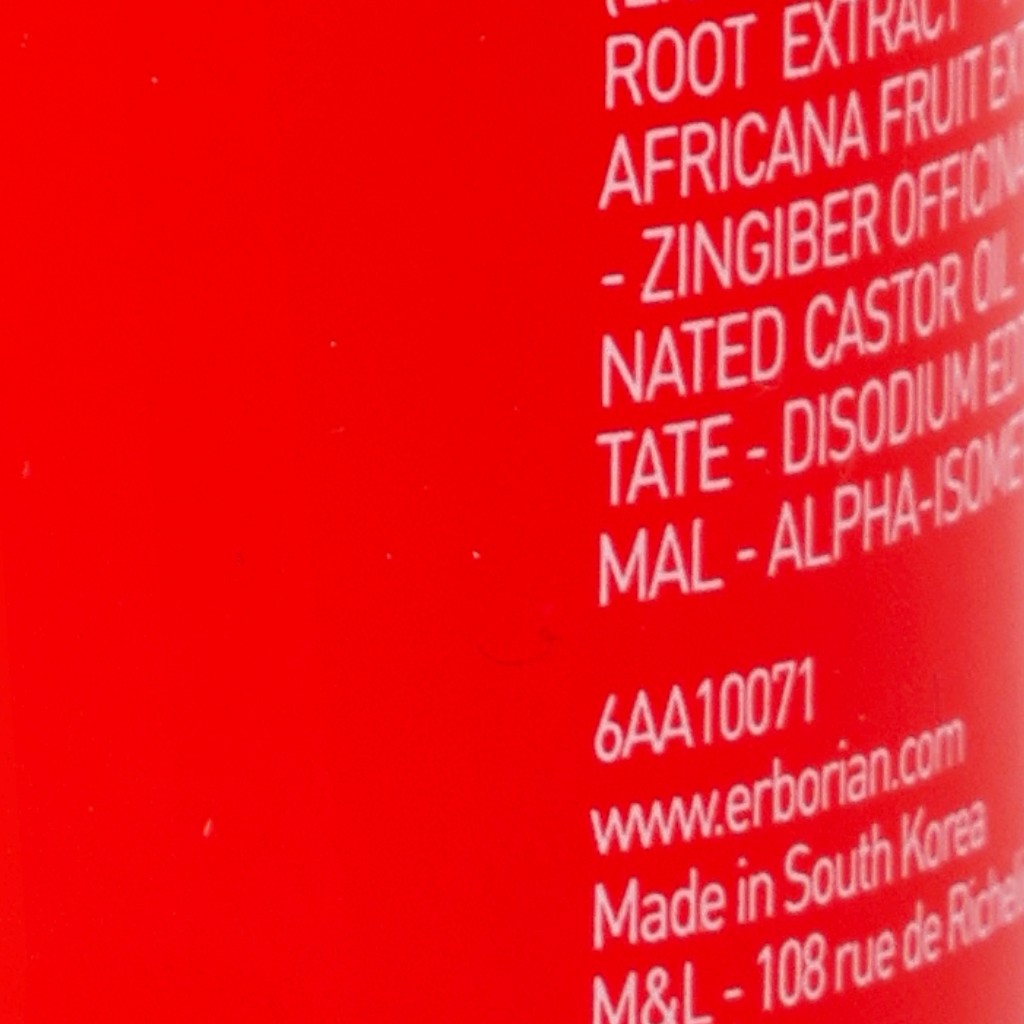 ROOT EXTRACT
AFRICANA FRUIT
- ZINGIBER
NATED CASTOR OIL
TATE - DISODIUM
MAL -
6AA10071
www.erborian.com
Made in South Korea
M&L - 108 rue de